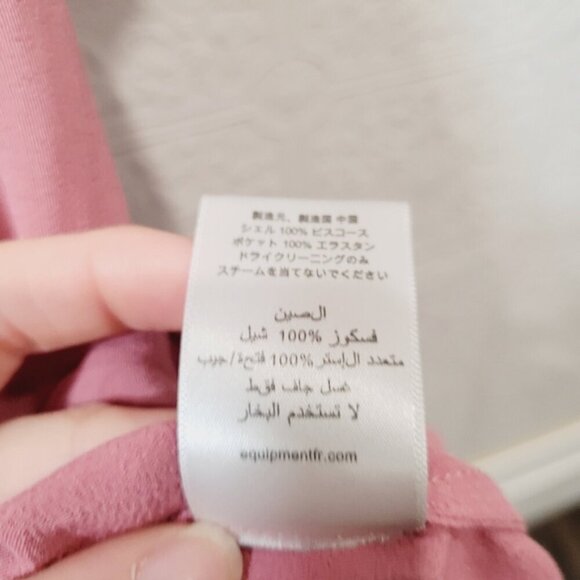 製造元、製造国 中国
シェル 100% ビスコース
ポケット 100% エラスタン
ドライクリーニングのみ
スチームを当てないでください
الصين
فسكوز 100% شيل
متعدد الإستر 100% فتحة/جيب
غسل جاف فقط
لا تستخدم البخار
equipmentfr.com